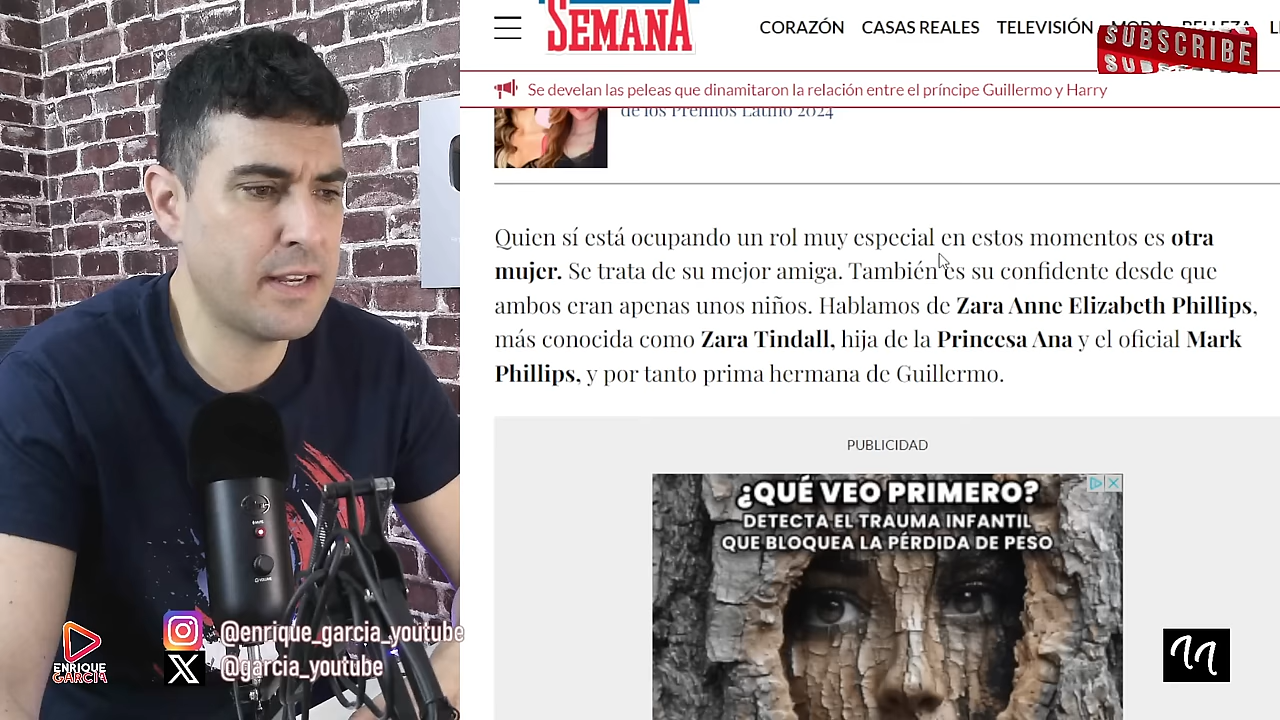 SEMANA
CORAZÓN CASAS REALES TELEVISIÓN MODA BELLEZA
SUBSCRIBE
Se develan las peleas que dinamitaron la relación entre el príncipe Guillermo y Harry
de los Premios Latino 2024
Quien sí está ocupando un rol muy especial en estos momentos es otra
mujer. Se trata de su mejor amiga. También es su confidente desde que
ambos eran apenas unos niños. Hablamos de Zara Anne Elizabeth Phillips,
más conocida como Zara Tindall, hija de la Princesa Ana y el oficial Mark
Phillips, y por tanto prima hermana de Guillermo.
PUBLICIDAD
¿QUÉ VEO PRIMERO?
DETECTA EL TRAUMA INFANTIL
QUE BLOQUEA LA PÉRDIDA DE PESO
@enrique_garcia_youtube
@garcia_youtube
ENRIQUE
GARCIA